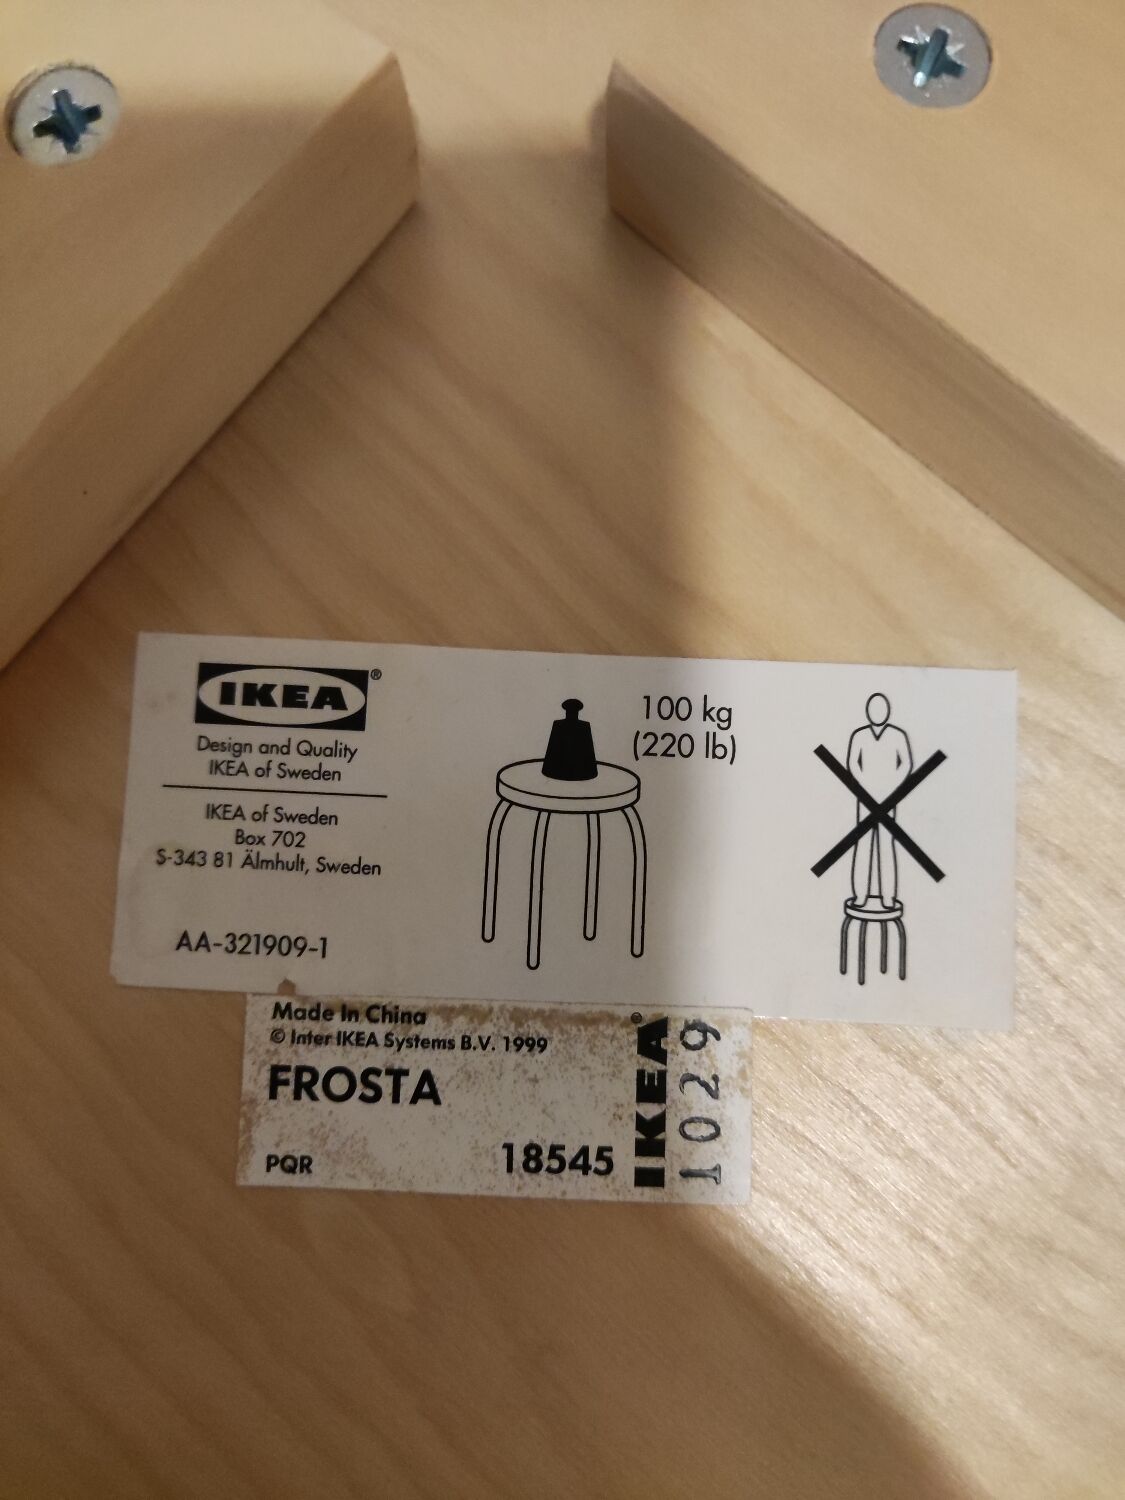 IKEA®
Design and Quality
IKEA of Sweden
IKEA of Sweden
Box 702
S-343 81 Älmhult, Sweden
AA-321909-1
100 kg
(220 lb)
Made In China
© Inter IKEA Systems B.V. 1999
FROSTA
PQR
18545
IKEA®
1029